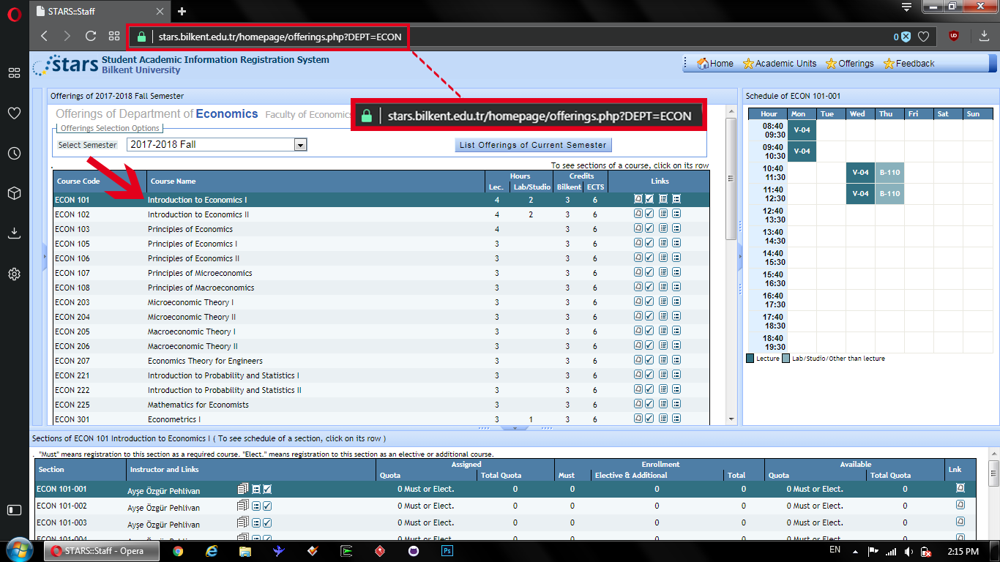 STARS::Staff
stars.bilkent.edu.tr/homepage/offerings.php?DEPT=ECON
0
stars Student Academic Information Registration System
Bilkent University
Home Academic Units Offerings Feedback
Offerings of 2017-2018 Fall Semester
Offerings of Department of Economics Faculty of Economics
stars.bilkent.edu.tr/homepage/offerings.php?DEPT=ECON
Offerings Selection Options
Select Semester 2017-2018 Fall List Offerings of Current Semester
To see sections of a course, click on its row
Course Code Course Name Hours Credits Links
Lec. Lab/Studio Bilkent ECTS
ECON 101 Introduction to Economics I 4 2 3 6
ECON 102 Introduction to Economics II 4 2 3 6
ECON 103 Principles of Economics 4 3 6
ECON 105 Principles of Economics I 3 3 6
ECON 106 Principles of Economics II 3 3 6
ECON 107 Principles of Microeconomics 3 3 6
ECON 108 Principles of Macroeconomics 3 3 6
ECON 203 Microeconomic Theory I 3 3 6
ECON 204 Microeconomic Theory II 3 3 6
ECON 205 Macroeconomic Theory I 3 3 6
ECON 206 Macroeconomic Theory II 3 3 6
ECON 207 Economics Theory for Engineers 3 3 6
ECON 221 Introduction to Probability and Statistics I 3 3 6
ECON 222 Introduction to Probability and Statistics II 3 3 6
ECON 225 Mathematics for Economists 3 3 6
ECON 301 Econometrics I 3 1 3 6
Schedule of ECON 101-001
Hour Mon Tue Wed Thu Fri Sat Sun
08:40
09:30 V-04
09:40
10:30 V-04
10:40
11:30 V-04 B-110
11:40
12:30 V-04 B-110
12:40
13:30
13:40
14:30
14:40
15:30
15:40
16:30
16:40
17:30
17:40
18:30
18:40
19:30
Lecture Lab/Studio/Other than lecture
Sections of ECON 101 Introduction to Economics I ( To see schedule of a section, click on its row )
. "Must" means registration to this section as a required course. "Elect." means registration to this section as an elective or additional course.
Section Instructor and Links Assigned Enrollment Available Lnk
Quota Total Quota Must Elective & Additional Total Quota Total Quota
ECON 101-001 Ayşe Özgür Pehlivan 0 Must or Elect. 0 0 0 0 0 Must or Elect. 0
ECON 101-002 Ayşe Özgür Pehlivan 0 Must or Elect. 0 0 0 0 0 Must or Elect. 0
ECON 101-003 Ayşe Özgür Pehlivan 0 Must or Elect. 0 0 0 0 0 Must or Elect. 0
ECON 101-004
STARS::Staff - Opera
Ps
EN
2:15 PM